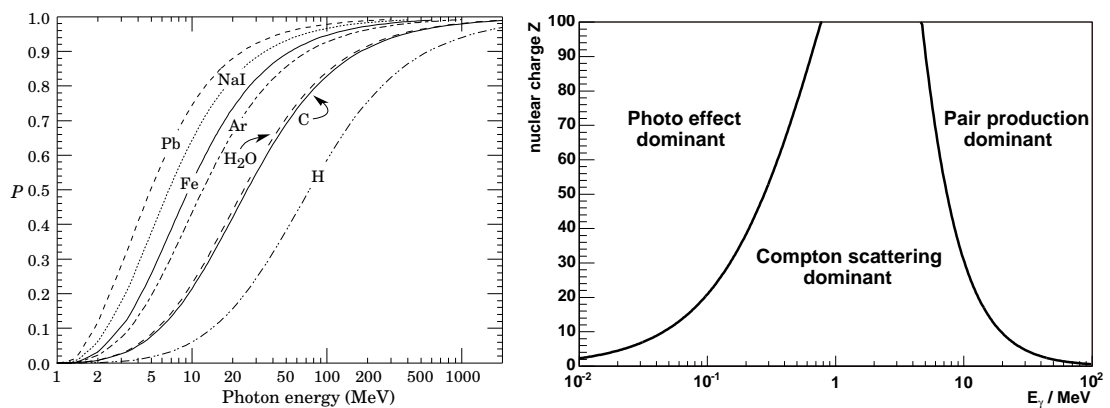 1.0
0.9
0.8
0.7
0.6
0.5
0.4
0.3
0.2
0.1
0.0
P
NaI
Pb
Ar
C
H₂O
Fe
H
1 2 5 10 20 50 100 200 500 1000
Photon energy (MeV)
nuclear charge Z
100
90
80
70
60
50
40
30
20
10
0
Photo effect
dominant
Pair production
dominant
Compton scattering
dominant
10⁻² 10⁻¹ 1 10 10²
E_γ / MeV